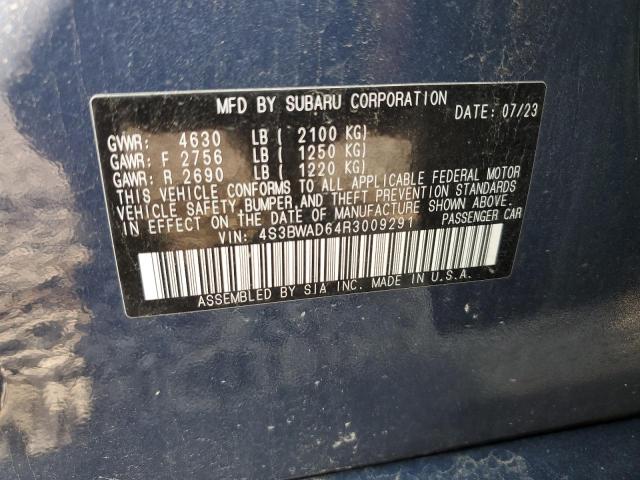 MFD BY SUBARU CORPORATION DATE: 07/23
GVWR: 4630 LB ( 2100 KG)
GAWR: F 2756 LB ( 1250 KG)
GAWR: R 2690 LB ( 1220 KG)
THIS VEHICLE CONFORMS TO ALL APPLICABLE FEDERAL MOTOR
VEHICLE SAFETY, BUMPER, AND THEFT PREVENTION STANDARDS
IN EFFECT ON THE DATE OF MANUFACTURE SHOWN ABOVE.
VIN: 4S3BWAD64R3009291 PASSENGER CAR
ASSEMBLED BY SIA INC. MADE IN U.S.A.